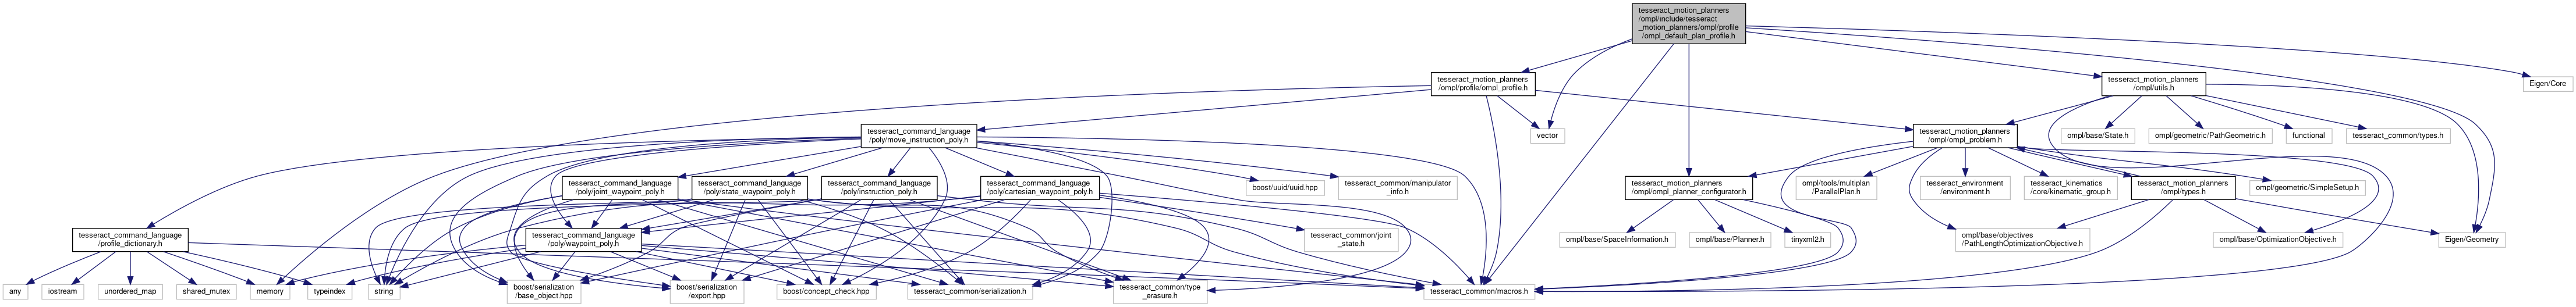 tesseract_motion_planners
/ompl/include/tesseract
_motion_planners/ompl/profile
/ompl_default_plan_profile.h
tesseract_motion_planners
/ompl/profile/ompl_profile.h
tesseract_motion_planners
/ompl/utils.h
Eigen/Core
tesseract_command_language
/poly/move_instruction_poly.h
vector
tesseract_motion_planners
/ompl/ompl_problem.h
ompl/base/State.h
ompl/geometric/PathGeometric.h
functional
tesseract_common/types.h
tesseract_command_language
/poly/joint_waypoint_poly.h
tesseract_command_language
/poly/state_waypoint_poly.h
tesseract_command_language
/poly/instruction_poly.h
tesseract_command_language
/poly/cartesian_waypoint_poly.h
boost/uuid/uuid.hpp
tesseract_common/manipulator
_info.h
tesseract_motion_planners
/ompl/ompl_planner_configurator.h
ompl/tools/multiplan
/ParallelPlan.h
tesseract_environment
/environment.h
tesseract_kinematics
/core/kinematic_group.h
tesseract_motion_planners
/ompl/types.h
ompl/geometric/SimpleSetup.h
tesseract_command_language
/profile_dictionary.h
tesseract_command_language
/poly/waypoint_poly.h
tesseract_common/joint
_state.h
ompl/base/SpaceInformation.h
ompl/base/Planner.h
tinyxml2.h
ompl/base/objectives
/PathLengthOptimizationObjective.h
ompl/base/OptimizationObjective.h
Eigen/Geometry
any
iostream
unordered_map
shared_mutex
memory
typeindex
string
boost/serialization
/base_object.hpp
boost/serialization
/export.hpp
boost/concept_check.hpp
tesseract_common/serialization.h
tesseract_common/type
_erasure.h
tesseract_common/macros.h